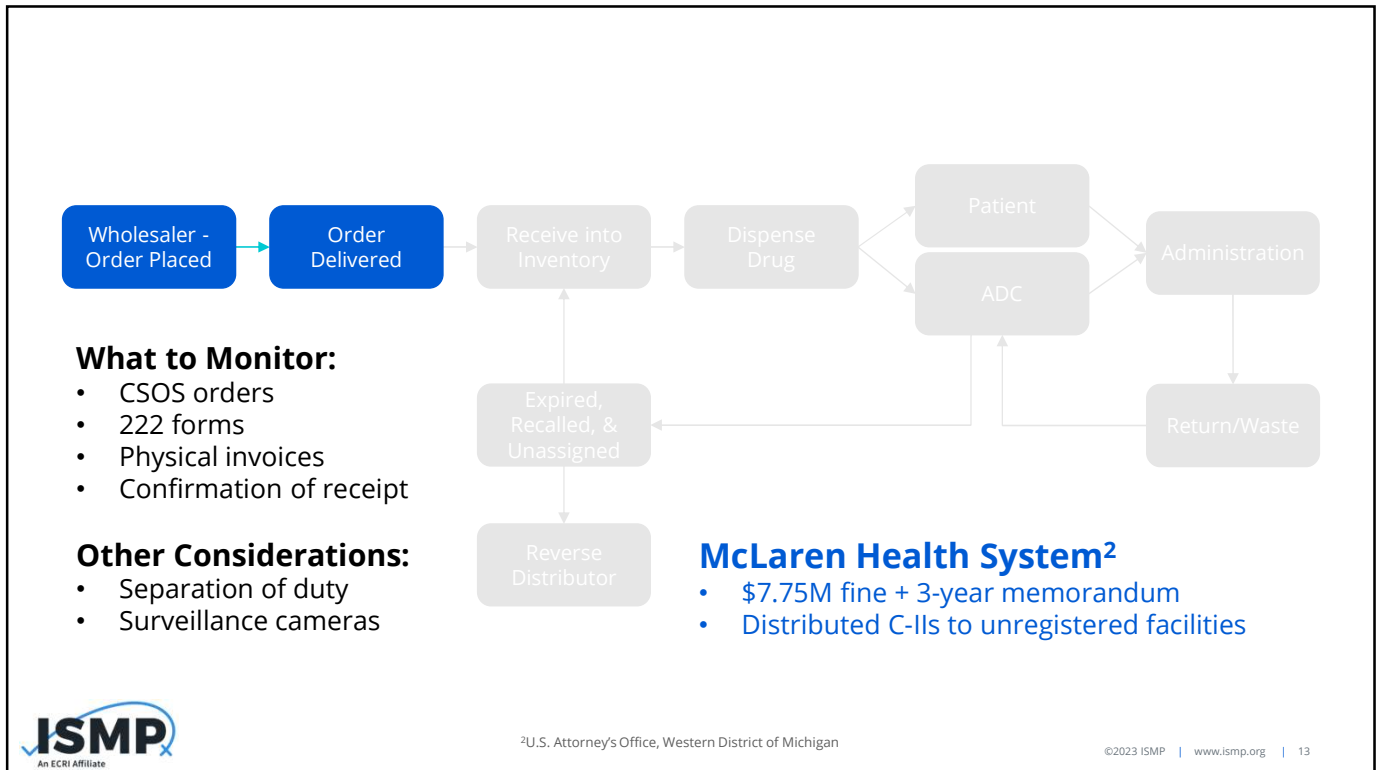 Wholesaler -
Order Placed
Order
Delivered
Receive into
Inventory
Dispense
Drug
Patient
ADC
Administration
Expired,
Recalled, &
Unassigned
Return/Waste
Reverse
Distributor
What to Monitor:
• CSOS orders
• 222 forms
• Physical invoices
• Confirmation of receipt
Other Considerations:
• Separation of duty
• Surveillance cameras
McLaren Health System²
• $7.75M fine + 3-year memorandum
• Distributed C-IIs to unregistered facilities
ISMP
An ECRI Affiliate
²U.S. Attorney's Office, Western District of Michigan
©2023 ISMP | www.ismp.org | 13